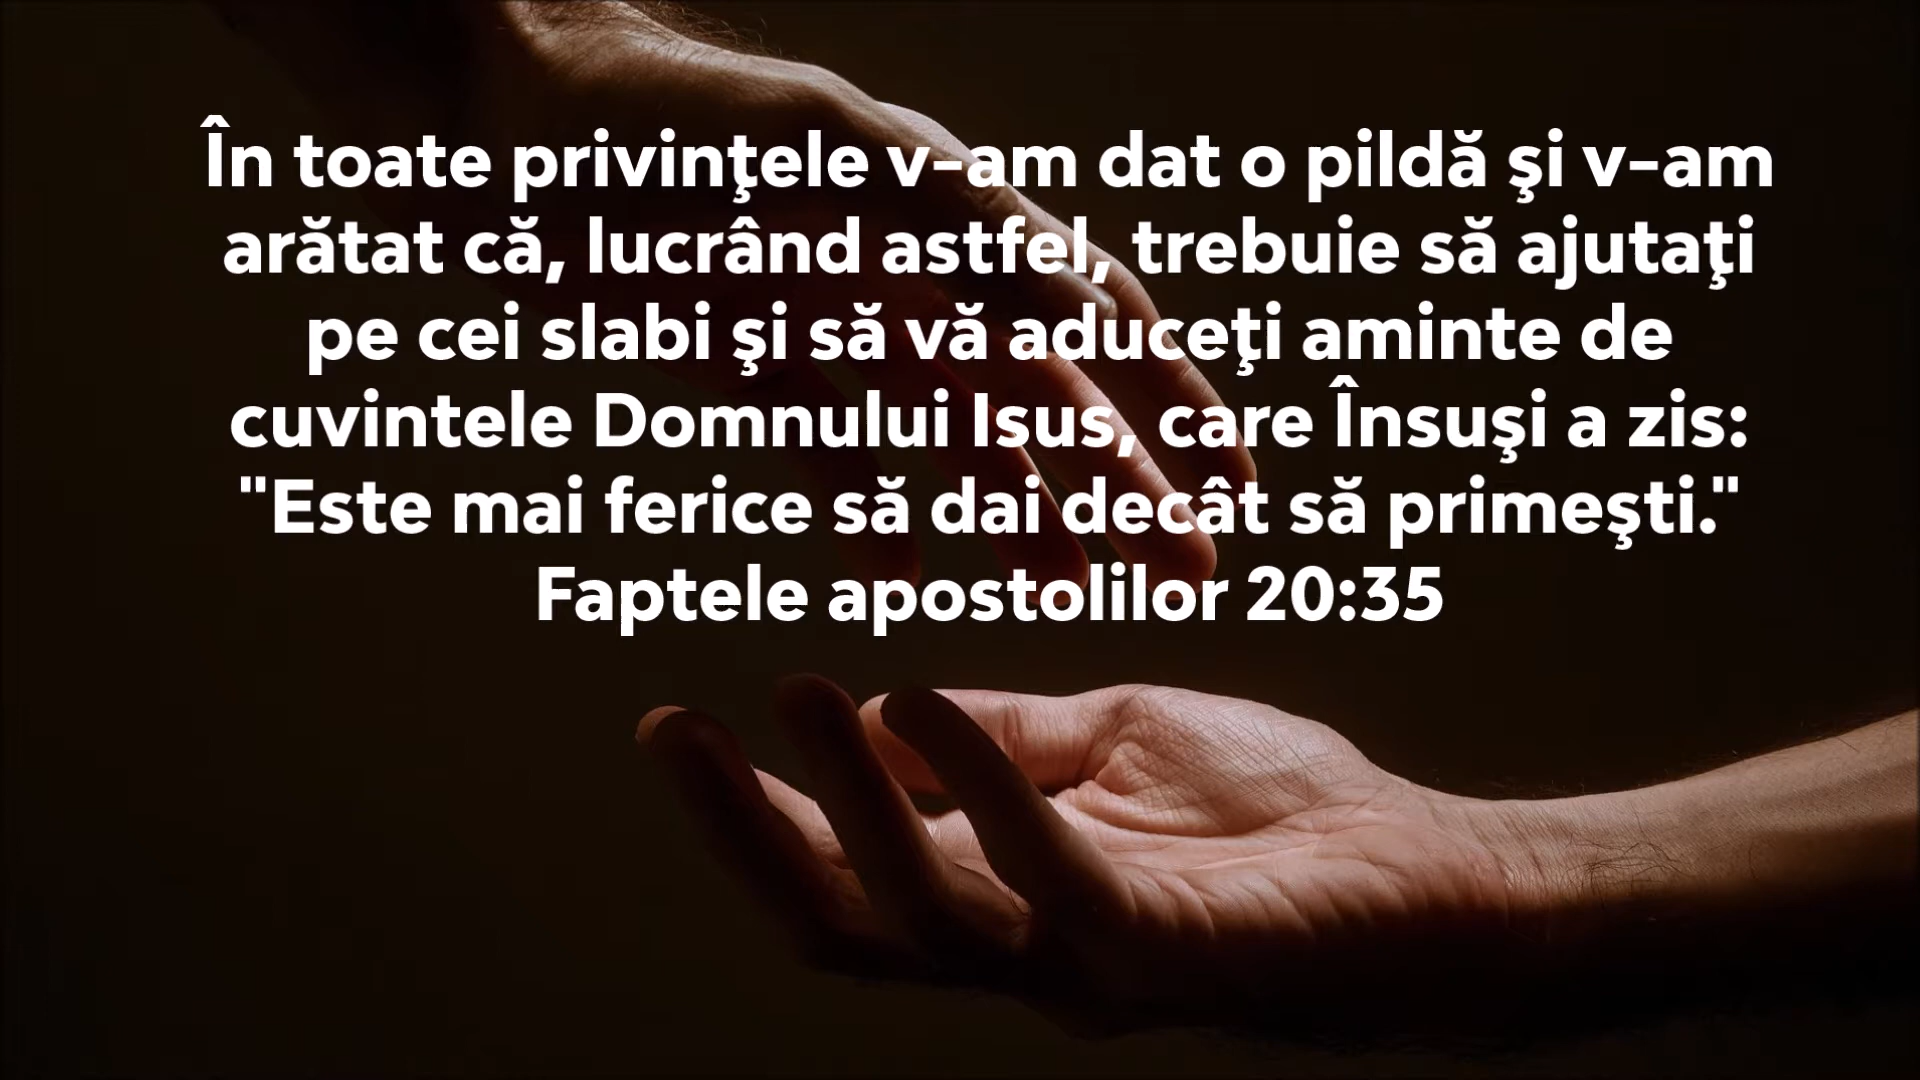 În toate privinţele v-am dat o pildă şi v-am
arătat că, lucrând astfel, trebuie să ajutaţi
pe cei slabi şi să vă aduceţi aminte de
cuvintele Domnului Isus, care Însuşi a zis:
"Este mai ferice să dai decât să primeşti."
Faptele apostolilor 20:35